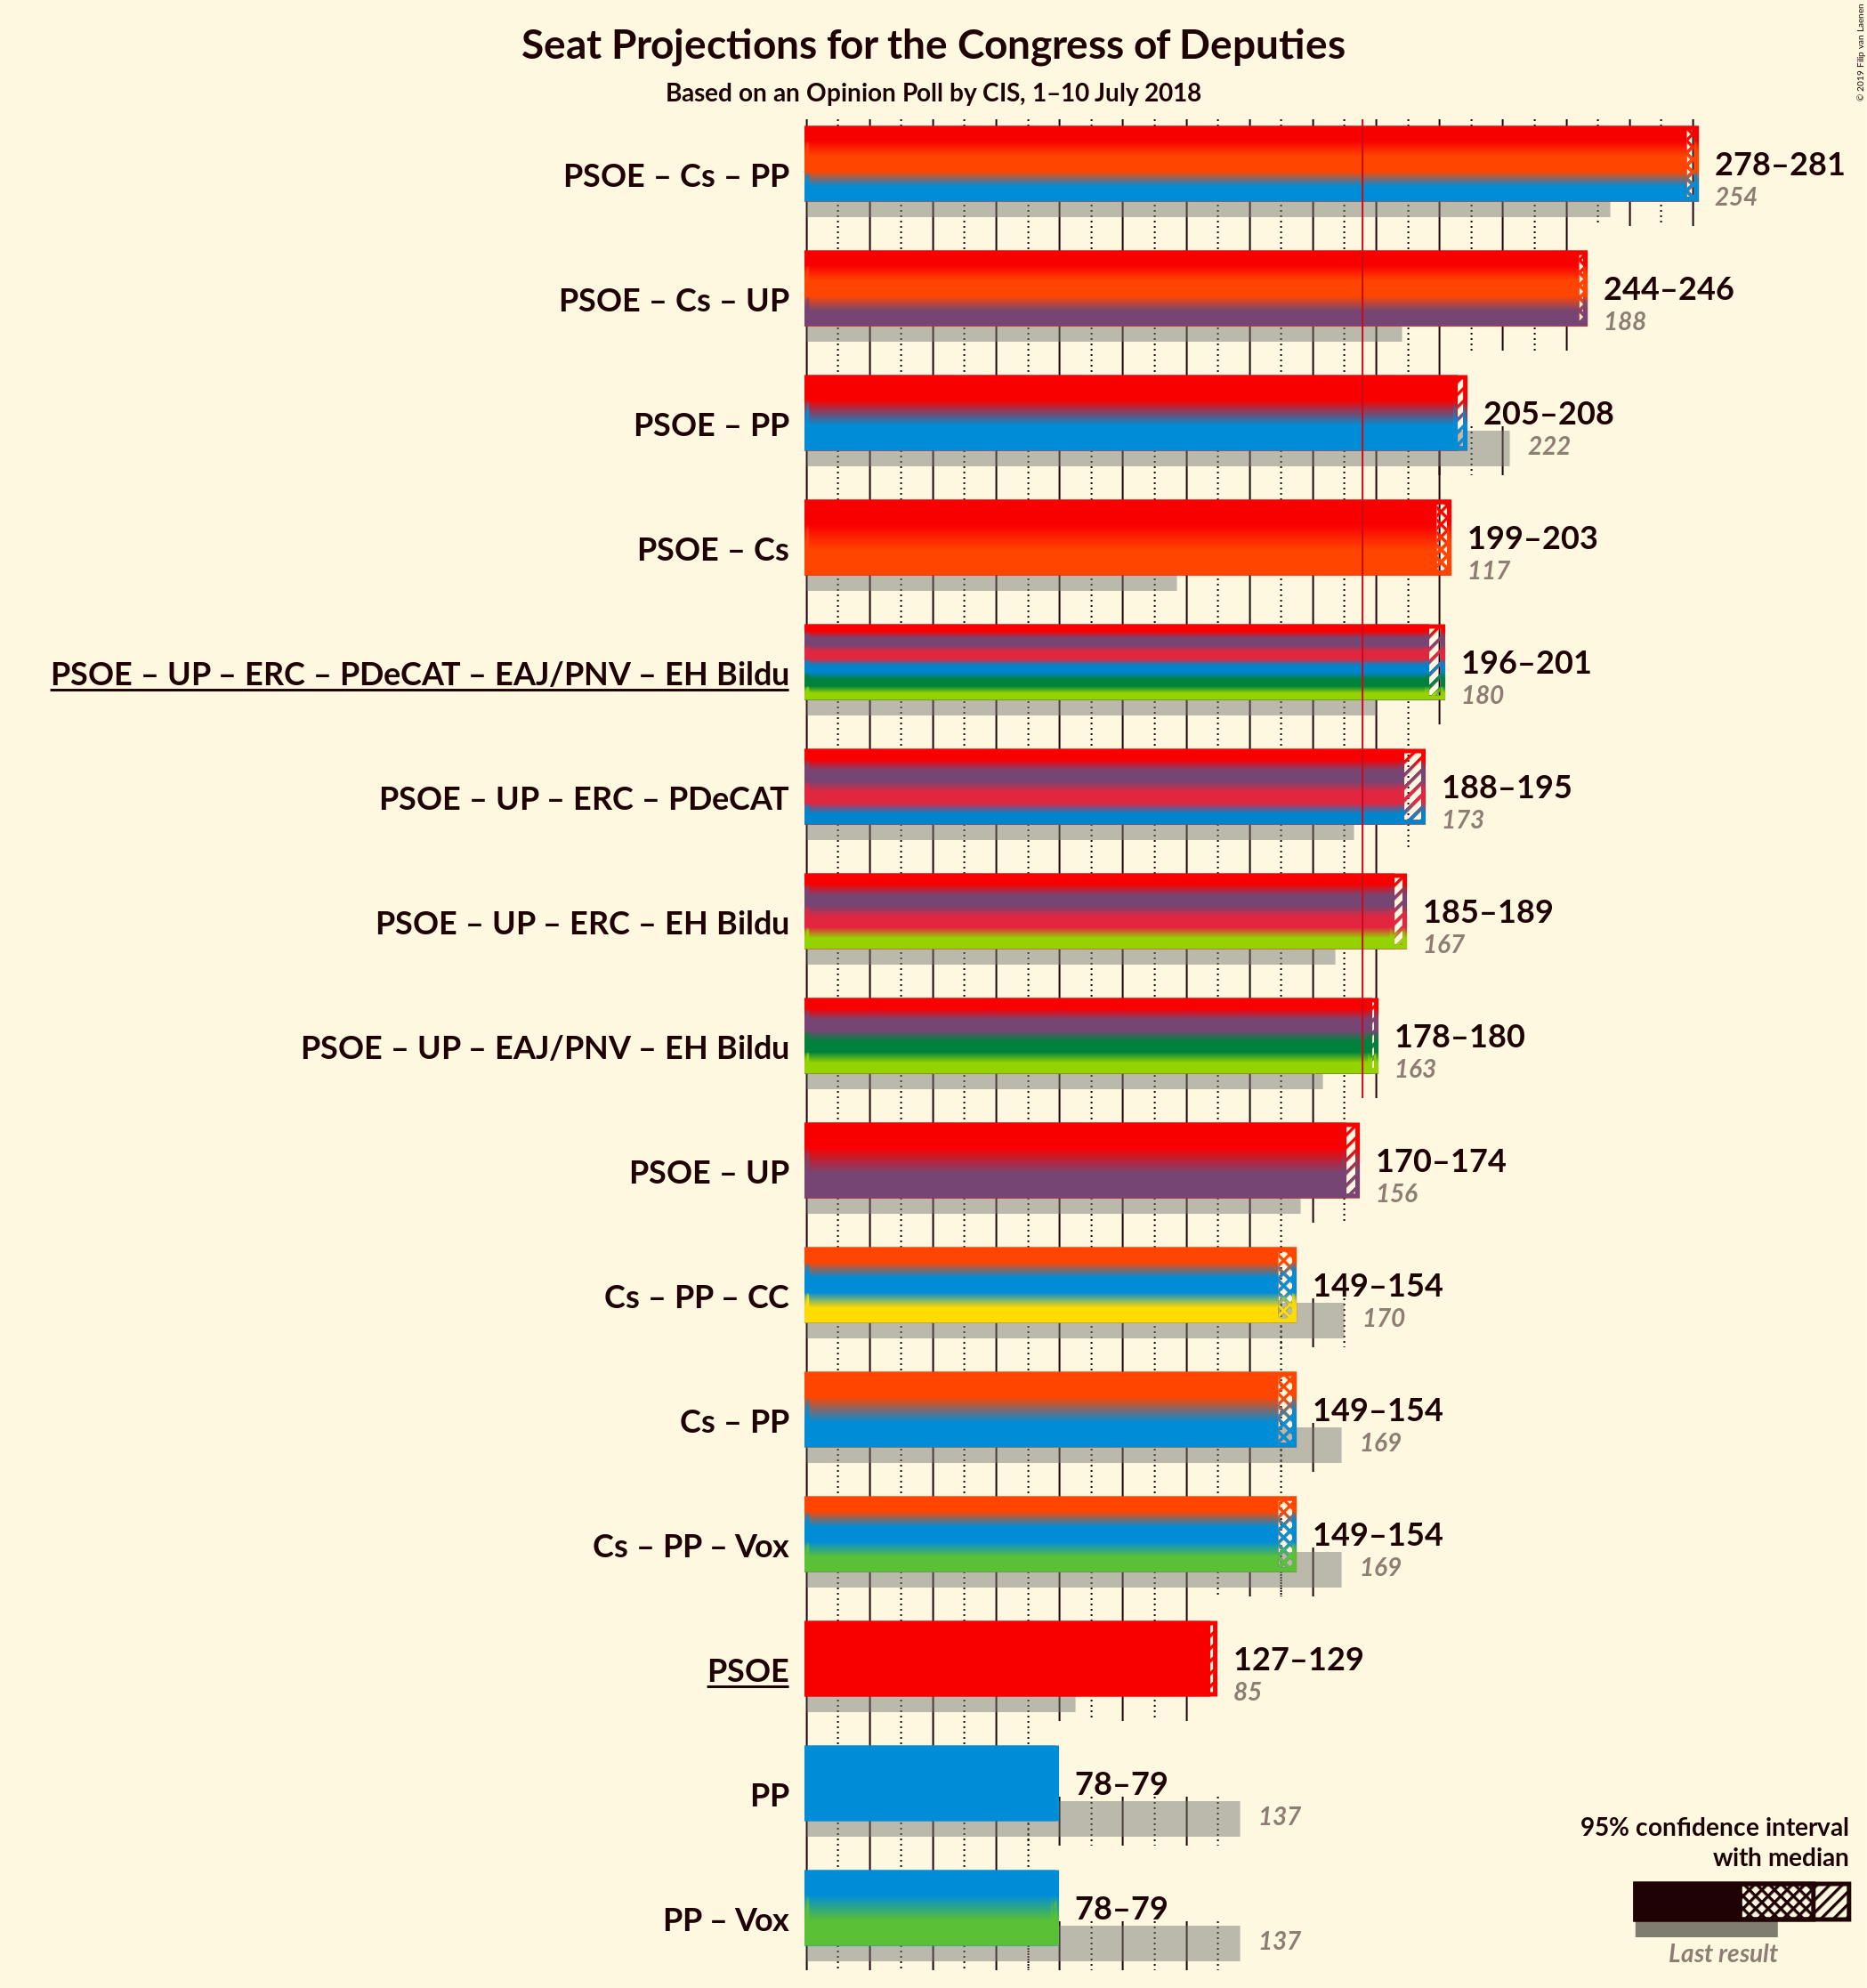 Seat Projections for the Congress of Deputies
Based on an Opinion Poll by CIS, 1–10 July 2018
© 2019 Filip van Laenen
PSOE – Cs – PP
278–281
254
PSOE – Cs – UP
244–246
188
PSOE – PP
205–208
222
PSOE – Cs
199–203
117
PSOE – UP – ERC – PDeCAT – EAJ/PNV – EH Bildu
196–201
180
PSOE – UP – ERC – PDeCAT
188–195
173
PSOE – UP – ERC – EH Bildu
185–189
167
PSOE – UP – EAJ/PNV – EH Bildu
178–180
163
PSOE – UP
170–174
156
Cs – PP – CC
149–154
170
Cs – PP
149–154
169
Cs – PP – Vox
149–154
169
PSOE
127–129
85
PP
78–79
137
PP – Vox
78–79
137
95% confidence interval
with median
Last result